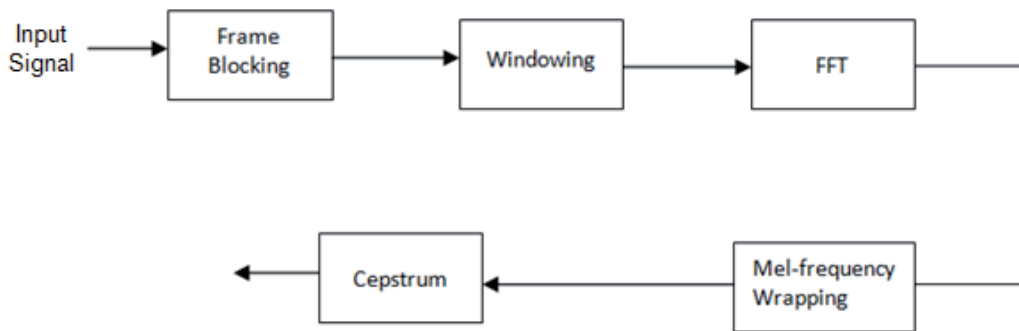 Input
Signal
Frame
Blocking
Windowing
FFT
Cepstrum
Mel-frequency
Wrapping